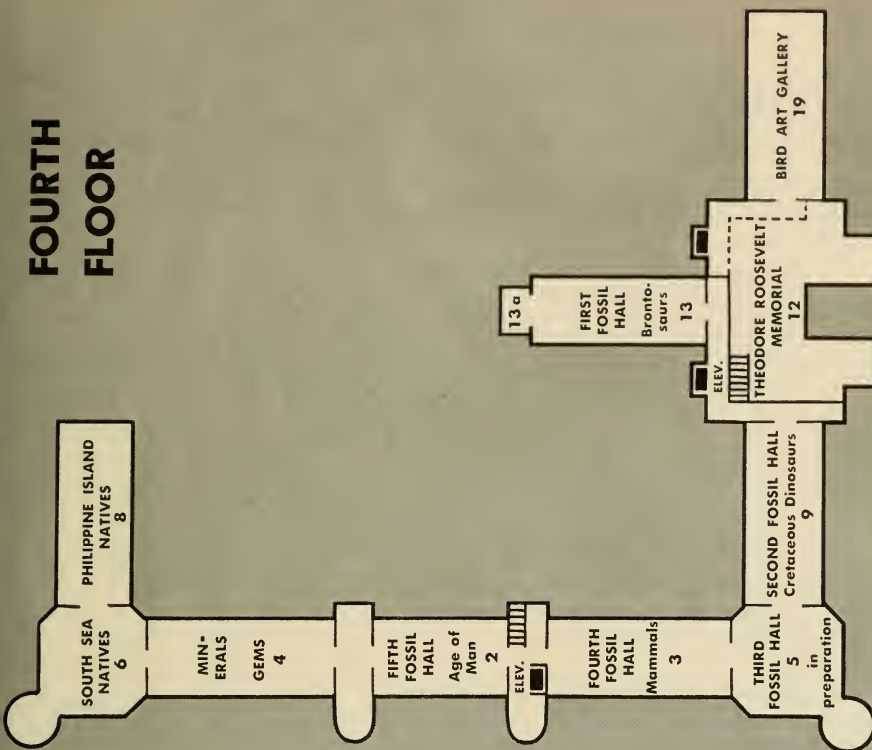 FOURTH
FLOOR
PHILIPPINE ISLAND
NATIVES
8
SOUTH SEA
NATIVES
6
MIN-
ERALS
GEMS
4
FIFTH
FOSSIL
HALL
Age of
Man
2
ELEV.
FOURTH
FOSSIL
HALL
Mammals
3
THIRD
FOSSIL HALL
5
in
preparation
SECOND FOSSIL HALL
Cretaceous Dinosaurs
9
13a
FIRST
FOSSIL
HALL
Bronto-
saurs
13
ELEV.
THEODORE ROOSEVELT
MEMORIAL
12
BIRD ART GALLERY
19